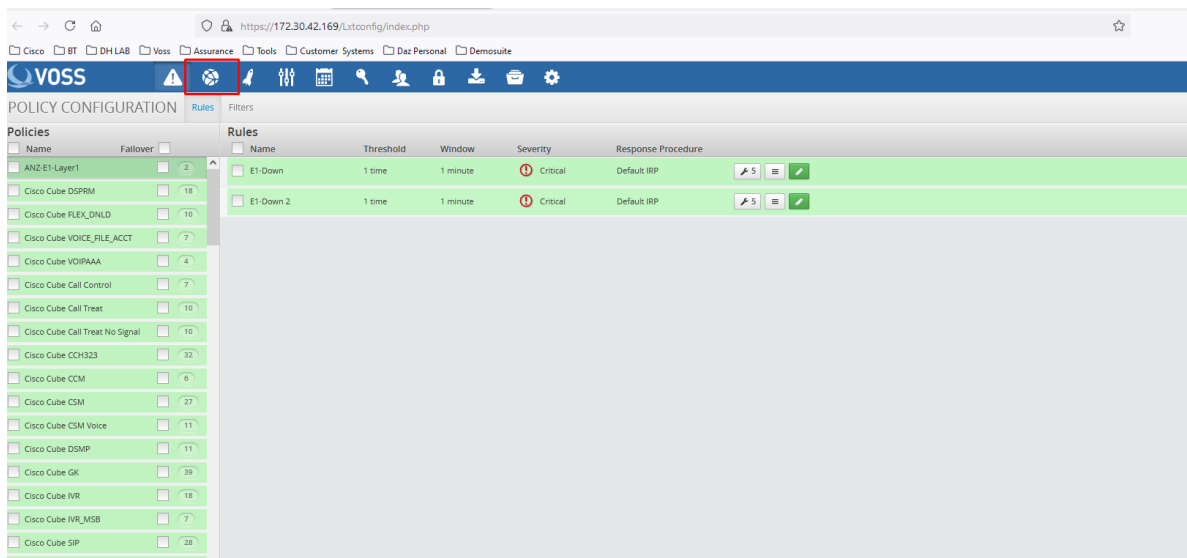 https://172.30.42.169/Lxtconfig/index.php
Cisco BT DH LAB Voss Assurance Tools Customer Systems Daz Personal Demosuite
VOSS
POLICY CONFIGURATION Rules Filters
Policies Rules
Name Failover Name Threshold Window Severity Response Procedure
ANZ-E1-Layer1 2 E1-Down 1 time 1 minute Critical Default IRP 5
Cisco Cube DSPRM 18 E1-Down 2 1 time 1 minute Critical Default IRP 5
Cisco Cube FLEX_DNLD 10
Cisco Cube VOICE_FILE_ACCT 7
Cisco Cube VOIPAAA 4
Cisco Cube Call Control 7
Cisco Cube Call Treat 10
Cisco Cube Call Treat No Signal 10
Cisco Cube CCH323 32
Cisco Cube CCM 6
Cisco Cube CSM 27
Cisco Cube CSM Voice 11
Cisco Cube DSMP 11
Cisco Cube GK 39
Cisco Cube IVR 18
Cisco Cube IVR_MSB 7
Cisco Cube SIP 28